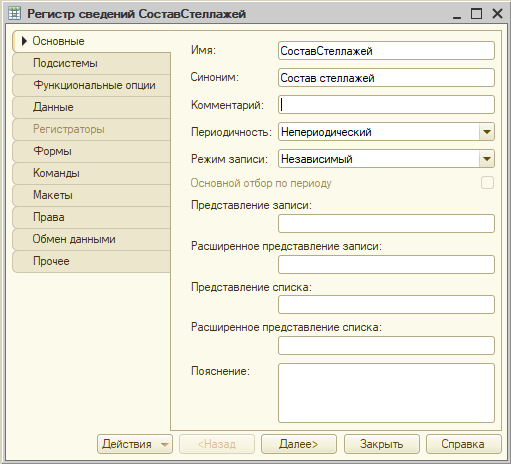 Регистр сведений СоставСтеллажей
Основные
Подсистемы
Функциональные опции
Данные
Регистраторы
Формы
Команды
Макеты
Права
Обмен данными
Прочее
Имя: СоставСтеллажей
Синоним: Состав стеллажей
Комментарий:
Периодичность: Непериодический
Режим записи: Независимый
Основной отбор по периоду
Представление записи:
Расширенное представление записи:
Представление списка:
Расширенное представление списка:
Пояснение:
Действия <Назад Далее> Закрыть Справка